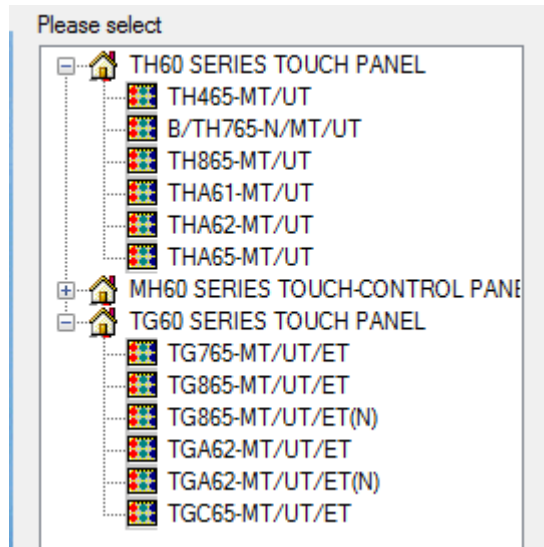 Please select
TH60 SERIES TOUCH PANEL
TH465-MT/UT
B/TH765-N/MT/UT
TH865-MT/UT
THA61-MT/UT
THA62-MT/UT
THA65-MT/UT
MH60 SERIES TOUCH-CONTROL PANE
TG60 SERIES TOUCH PANEL
TG765-MT/UT/ET
TG865-MT/UT/ET
TG865-MT/UT/ET(N)
TGA62-MT/UT/ET
TGA62-MT/UT/ET(N)
TGC65-MT/UT/ET